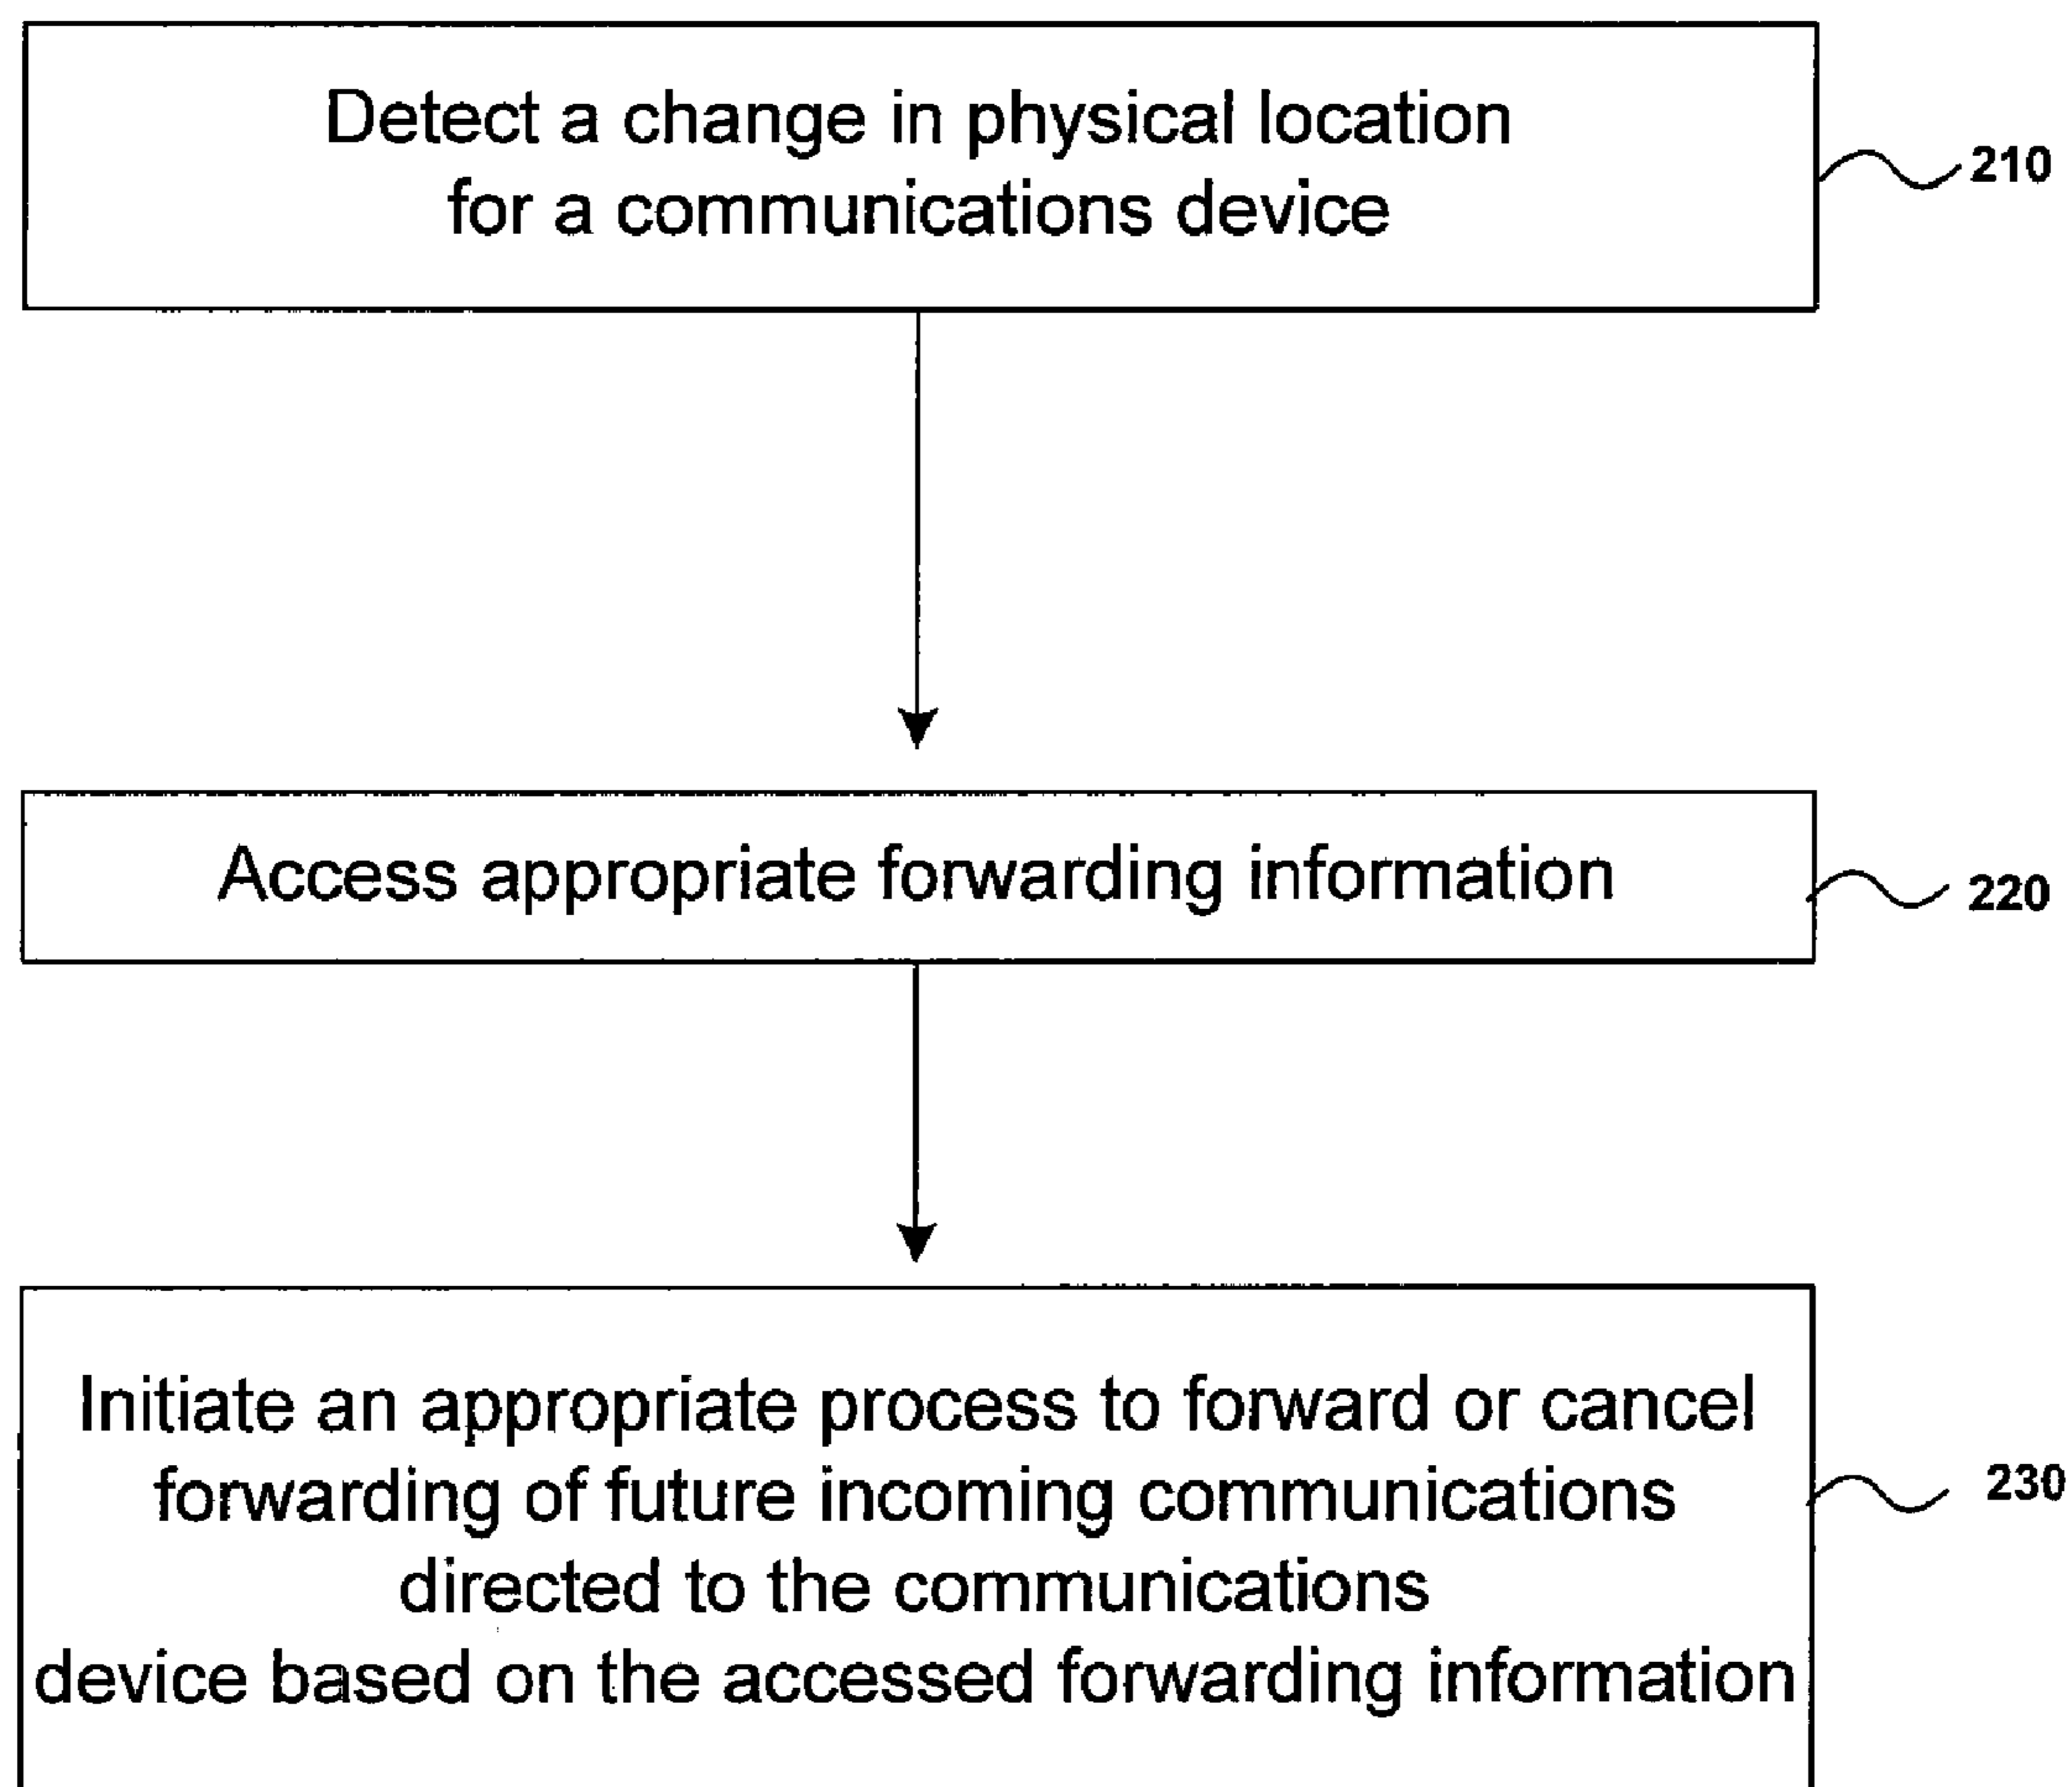 Detect a change in physical location
for a communications device
210
Access appropriate forwarding information
220
Initiate an appropriate process to forward or cancel
forwarding of future incoming communications
directed to the communications
device based on the accessed forwarding information
230